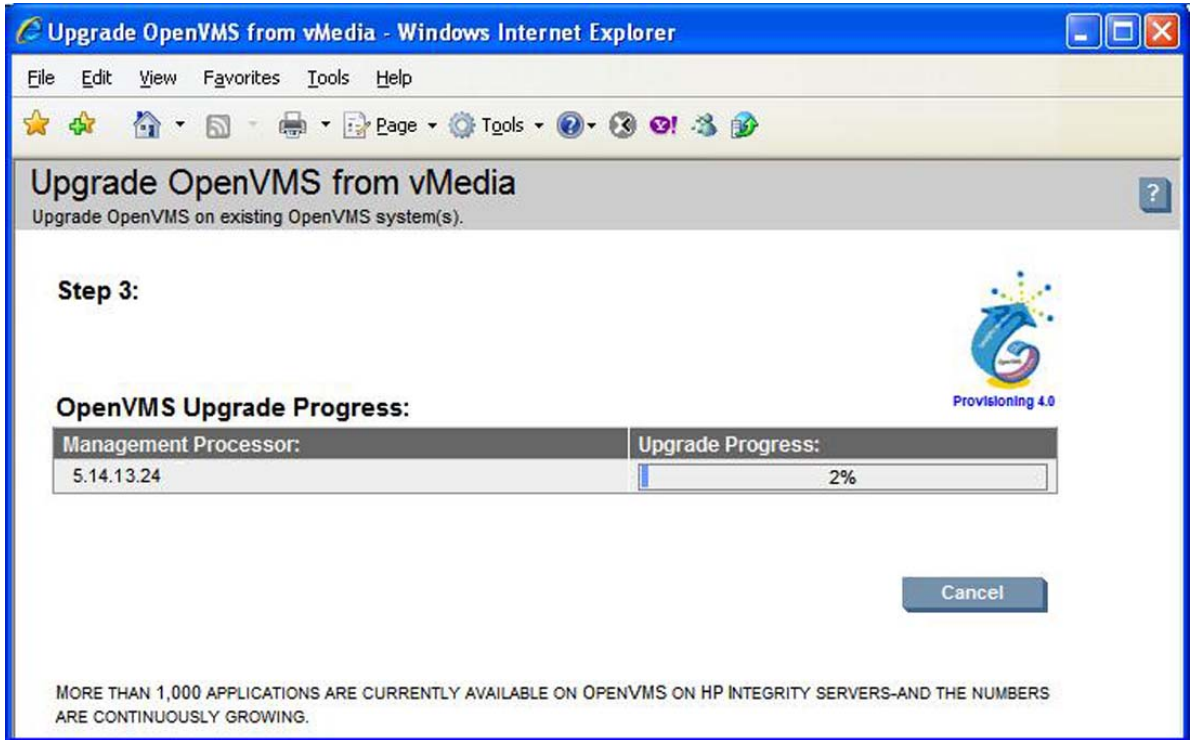 Upgrade OpenVMS from vMedia - Windows Internet Explorer
File Edit View Favorites Tools Help
Page Tools
Upgrade OpenVMS from vMedia
?
Upgrade OpenVMS on existing OpenVMS system(s).
Step 3:
Provisioning 4.0
OpenVMS Upgrade Progress:
Management Processor: Upgrade Progress:
5.14.13.24 2%
Cancel
MORE THAN 1,000 APPLICATIONS ARE CURRENTLY AVAILABLE ON OPENVMS ON HP INTEGRITY SERVERS–AND THE NUMBERS
ARE CONTINUOUSLY GROWING.